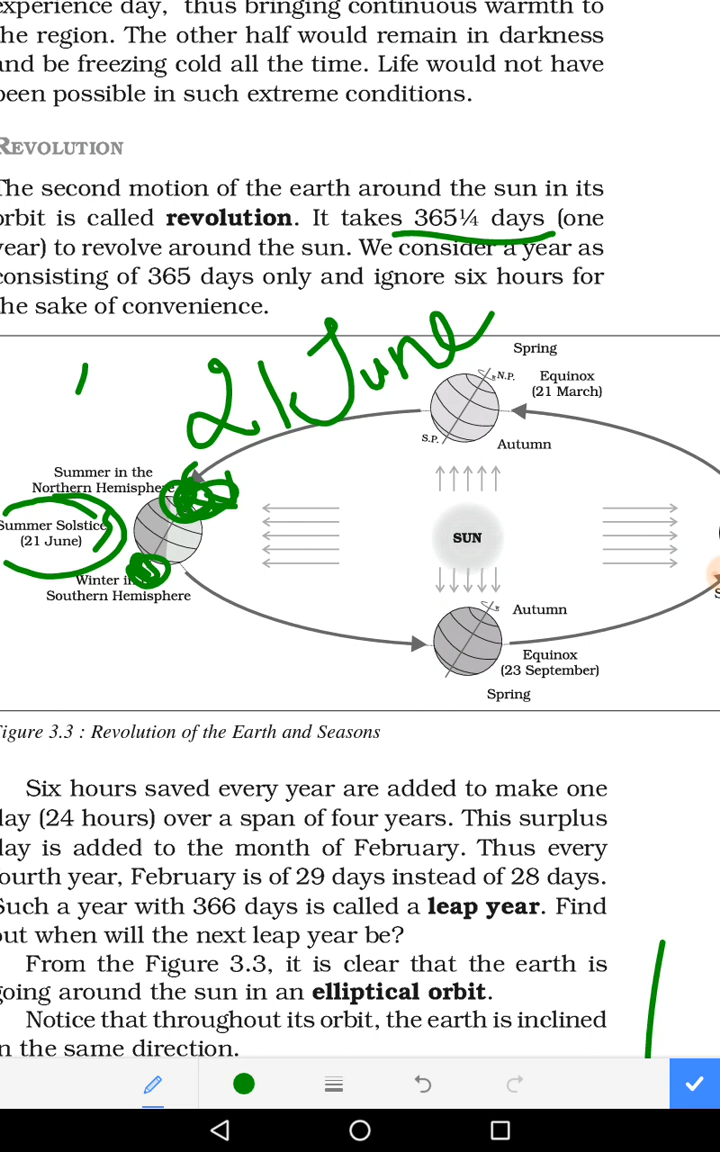 experience day, thus bringing continuous warmth to
the region. The other half would remain in darkness
and be freezing cold all the time. Life would not have
been possible in such extreme conditions.
REVOLUTION
The second motion of the earth around the sun in its
orbit is called revolution. It takes 365¼ days (one
year) to revolve around the sun. We consider a year as
consisting of 365 days only and ignore six hours for
the sake of convenience.
21 June
Spring
N.P.
Equinox
(21 March)
S.P.
Autumn
Summer in the
Northern Hemisphere
Summer Solstice
(21 June)
Winter in
Southern Hemisphere
SUN
Autumn
Equinox
(23 September)
Spring
Figure 3.3 : Revolution of the Earth and Seasons
Six hours saved every year are added to make one
day (24 hours) over a span of four years. This surplus
day is added to the month of February. Thus every
fourth year, February is of 29 days instead of 28 days.
Such a year with 366 days is called a leap year. Find
out when will the next leap year be?
From the Figure 3.3, it is clear that the earth is
going around the sun in an elliptical orbit.
Notice that throughout its orbit, the earth is inclined
in the same direction.